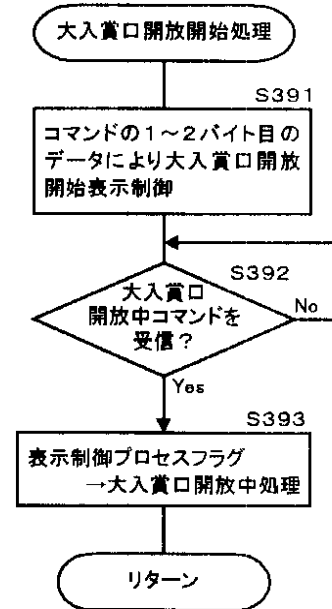 大入賞口開放開始処理
S391
コマンドの1～2バイト目の
データにより大入賞口開放
開始表示制御
S392
大入賞口
開放中コマンドを
受信？
No
Yes
S393
表示制御プロセスフラグ
→大入賞口開放中処理
リターン